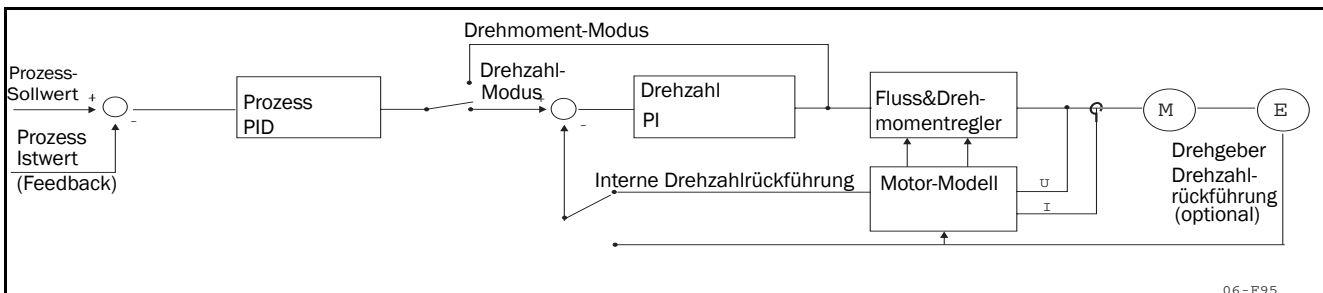 Drehmoment-Modus
Prozess-
Sollwert +
-
Prozess
Istwert
(Feedback)
Prozess
PID
Drehzahl-
Modus +
-
Drehzahl
PI
Fluss&Dreh-
momentregler
M
E
Drehgeber
Drehzahl-
rückführung
(optional)
Interne Drehzahlrückführung
Motor-Modell
U
I
06-F95